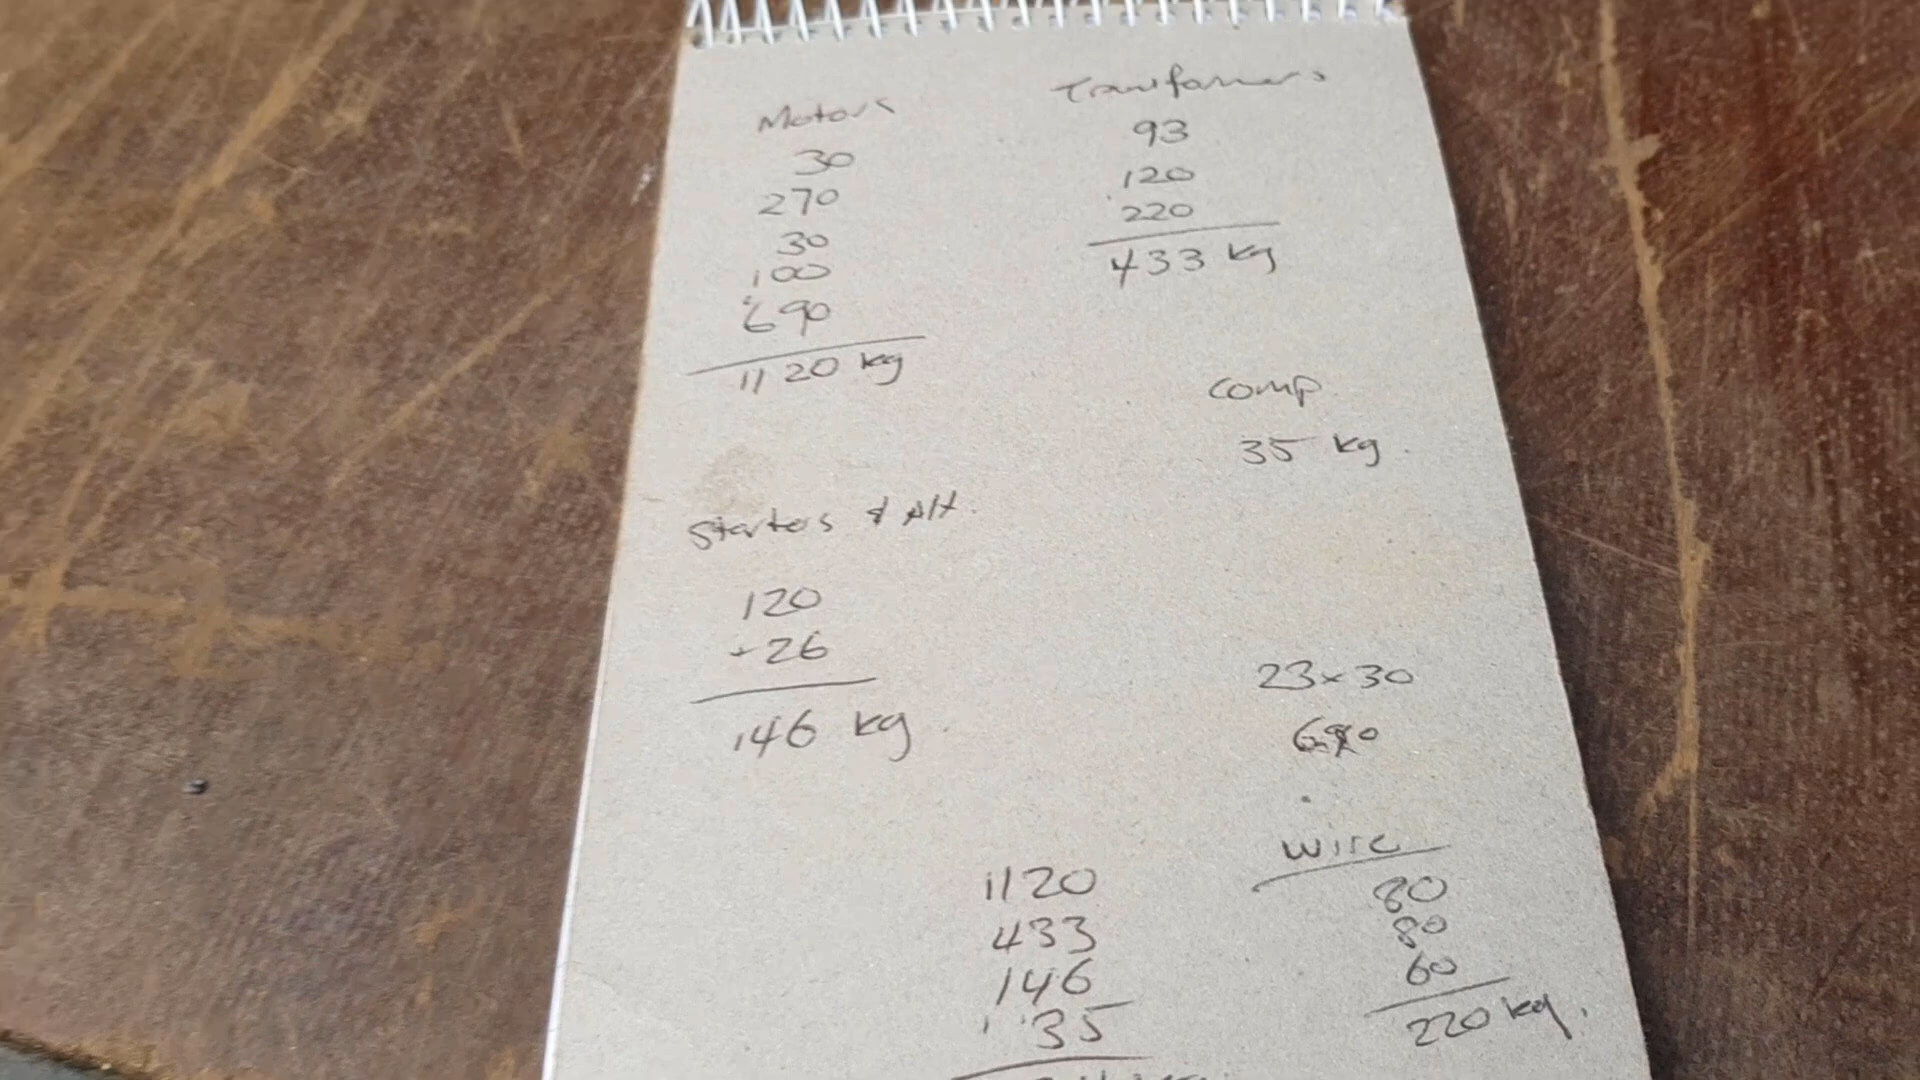 Motors
30
270
30
100
690
1120 kg
Transformers
93
120
220
433 kg
comp.
35 kg.
Starters & Alt.
120
+26
146 kg
23 x 30
690
1120
433
146
35
Wire
80
80
60
220 kg.